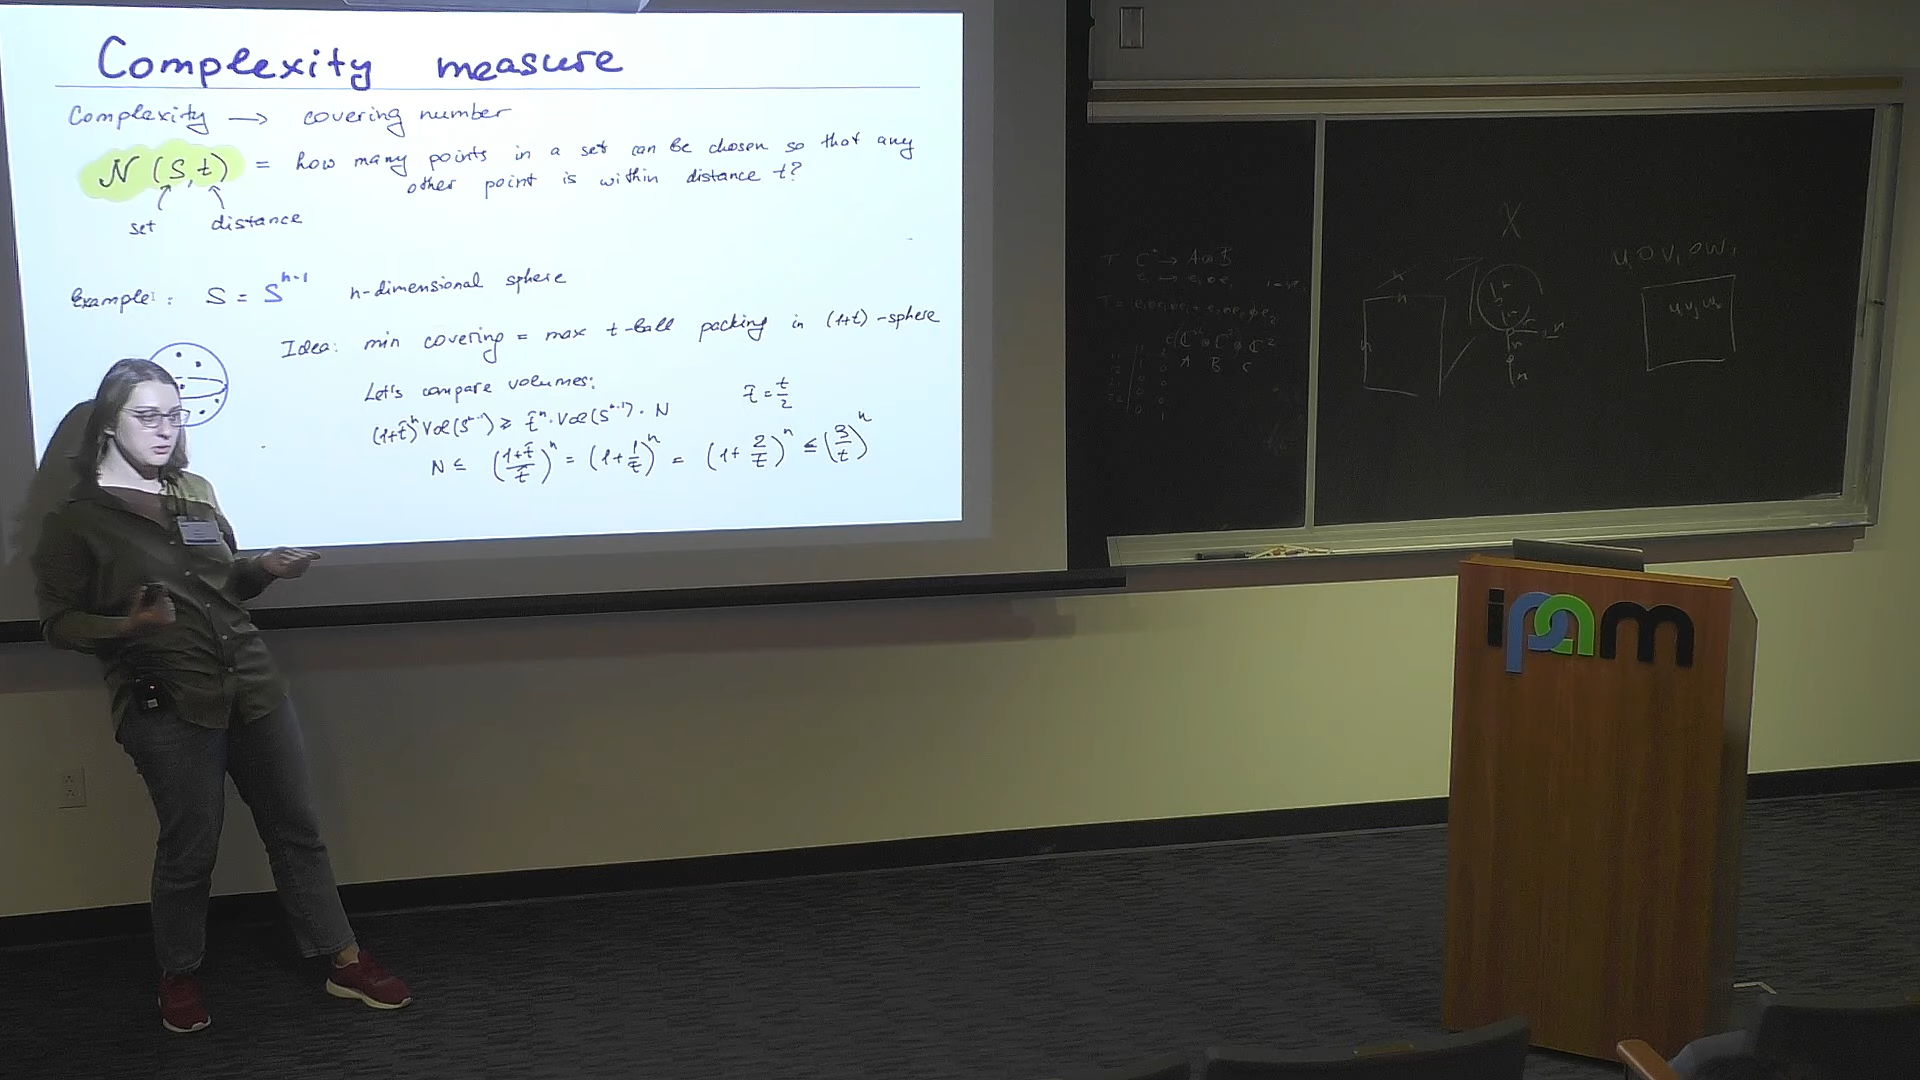 Complexity measure
Complexity → covering number
N (S, t) = how many points in a set can be chosen so that any
other point is within distance t?
set distance
Example: S = S^{n-1} n-dimensional sphere
Idea: min covering = max t-ball packing in (1+t)-sphere
Let's compare volumes:
t̃ = t/2
(1+t̃)^n Vol(S^{n-1}) ≥ t̃^n · Vol(S^{n-1}) · N
N ≤ ((1+t̃)/t̃)^n = (1+1/t̃)^n = (1+2/t)^n ≤ (3/t)^n
X
A B C
ipam